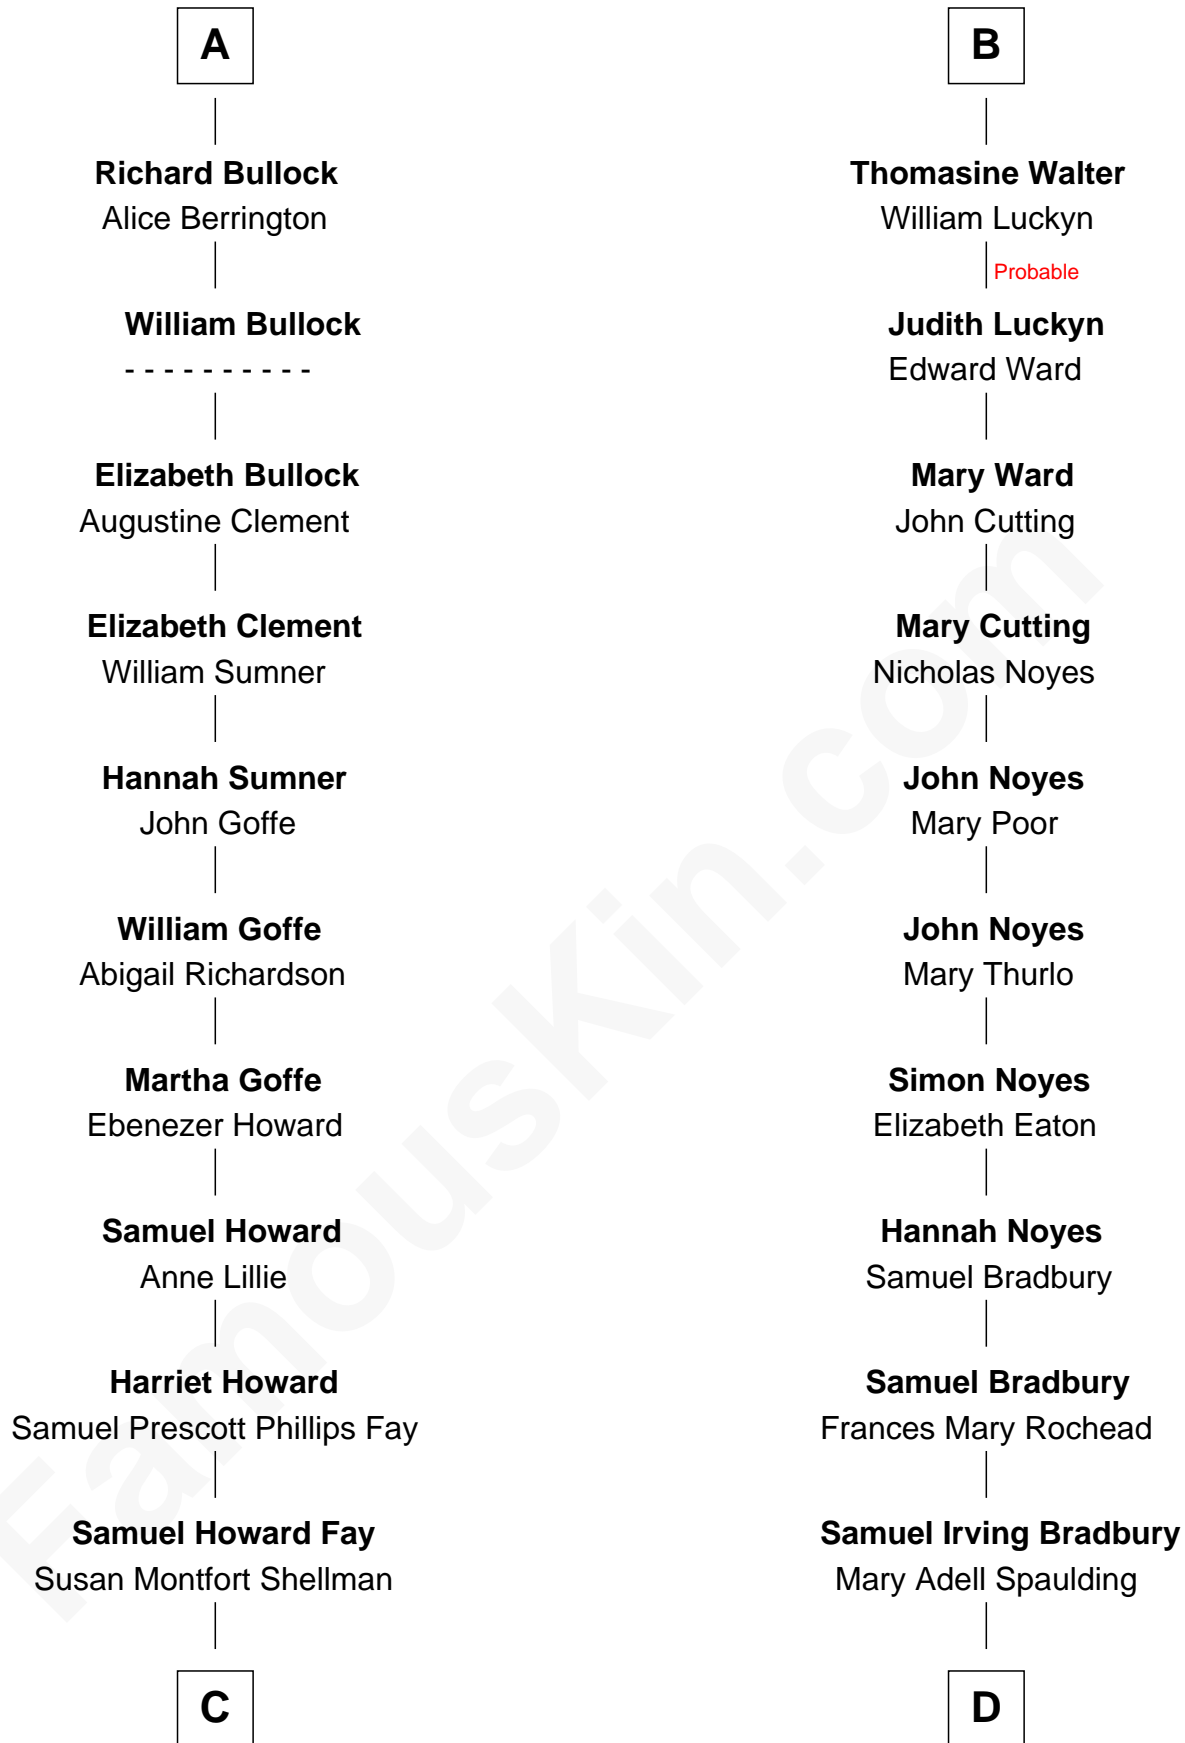 A
Richard Bullock
Alice Berrington
William Bullock
- - - - - - - - - -
Elizabeth Bullock
Augustine Clement
Elizabeth Clement
William Sumner
Hannah Sumner
John Goffe
William Goffe
Abigail Richardson
Martha Goffe
Ebenezer Howard
Samuel Howard
Anne Lillie
Harriet Howard
Samuel Prescott Phillips Fay
Samuel Howard Fay
Susan Montfort Shellman
C
B
Thomasine Walter
William Luckyn
Probable
Judith Luckyn
Edward Ward
Mary Ward
John Cutting
Mary Cutting
Nicholas Noyes
John Noyes
Mary Poor
John Noyes
Mary Thurlo
Simon Noyes
Elizabeth Eaton
Hannah Noyes
Samuel Bradbury
Samuel Bradbury
Frances Mary Rochead
Samuel Irving Bradbury
Mary Adell Spaulding
D
FamousKin.com